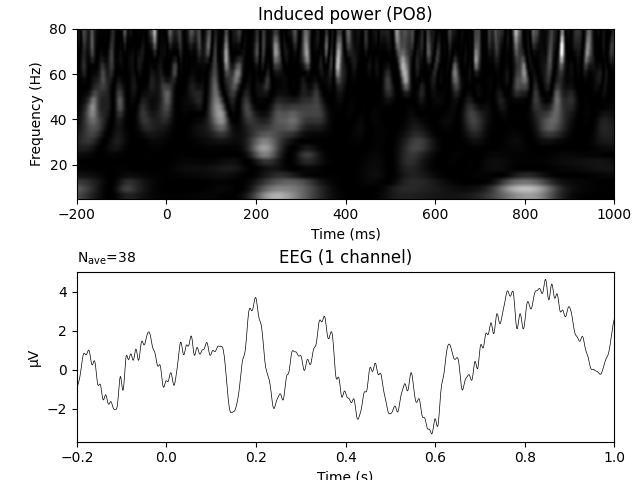 Induced power (PO8)
80
60
40
20
Frequency (Hz)
−200 0 200 400 600 800 1000
Time (ms)
Nave=38
EEG (1 channel)
4
2
0
−2
µV
−0.2 0.0 0.2 0.4 0.6 0.8 1.0
Time (s)